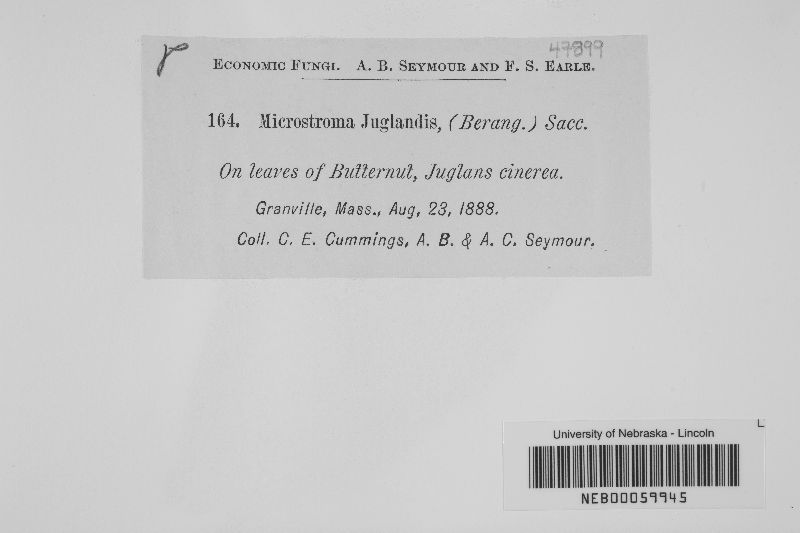 47899
ECONOMIC FUNGI. A. B. SEYMOUR AND F. S. EARLE.
164. Microstroma Juglandis, (Berang.) Sacc.
On leaves of Butternut, Juglans cinerea.
Granville, Mass., Aug, 23, 1888.
Coll. C. E. Cummings, A. B. & A. C. Seymour.
L
University of Nebraska - Lincoln
NEB00059945